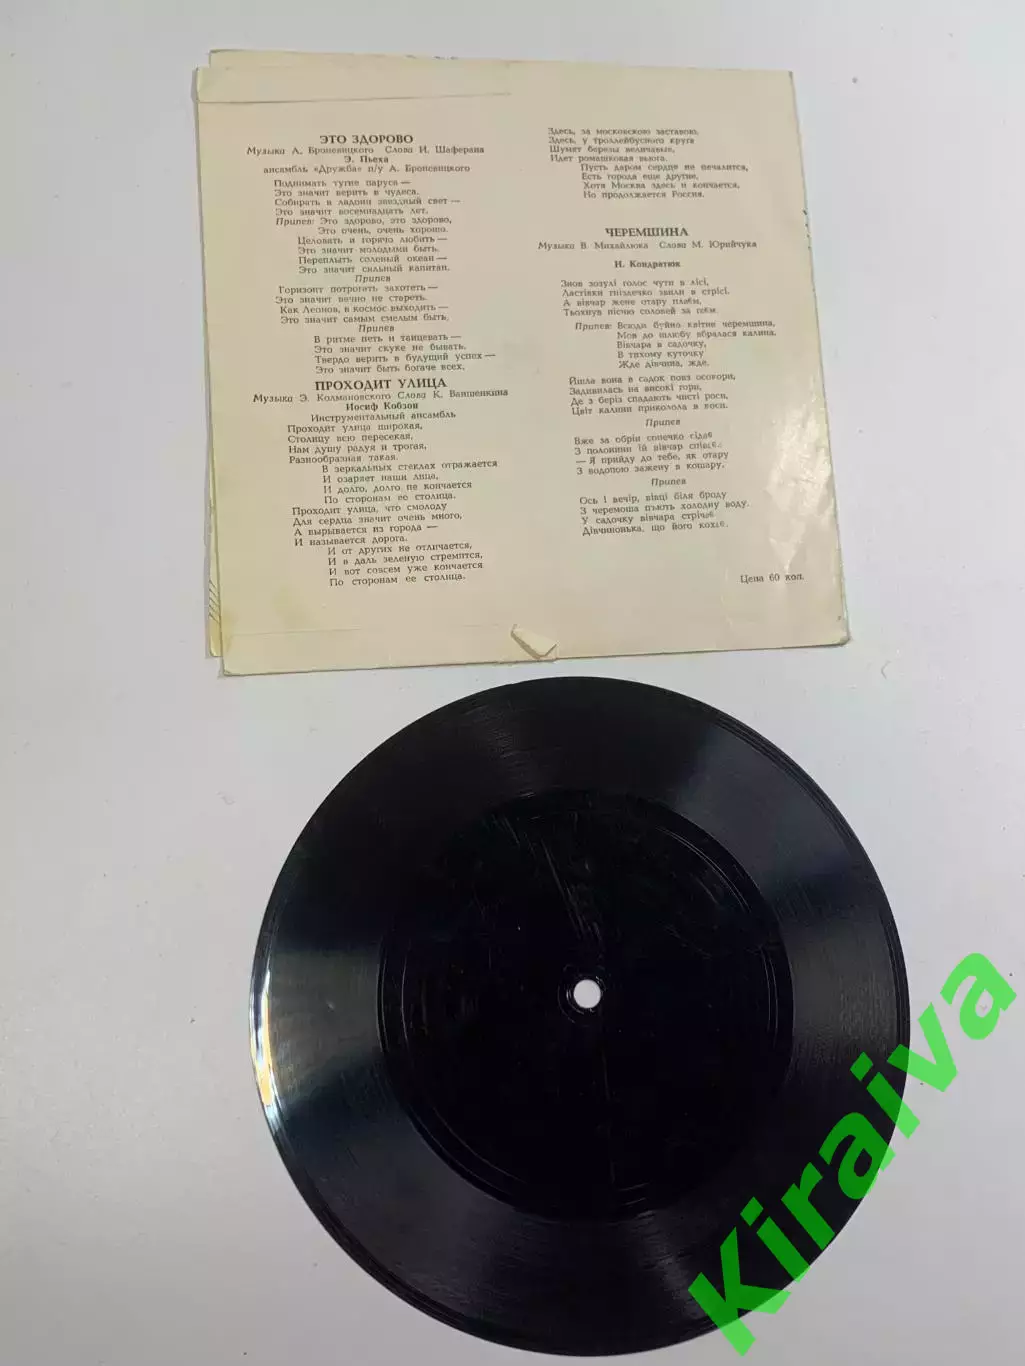 ЭТО ЗДОРОВО
Музыка А. Броневицкого Слова И. Шаферана
Э. Пьеха
ансамбль «Дружба» п/у А. Броневицкого
Поднимать тугие паруса —
Это значит верить в чудеса.
Собирать в ладони звездный свет —
Это значит восемнадцать лет.
Припев: Это здорово, это здорово,
Это очень, очень хорошо.
Целовать и горячо любить —
Это значит молодыми быть.
Переплыть соленый океан —
Это значит сильный капитан.
Припев
Горизонт потрогать захотеть —
Это значит вечно не стареть.
Как Леонов, в космос выходить —
Это значит самым смелым быть.
Припев
В ритме петь и танцевать —
Это значит скуке не бывать.
Твердо верить в будущий успех —
Это значит быть богаче всех.
ПРОХОДИТ УЛИЦА
Музыка Э. Колмановского Слова К. Ваншенкина
Иосиф Кобзон
Инструментальный ансамбль
Проходит улица широкая,
Столицу всю пересекая,
Нам душу радуя и трогая,
Разнообразная такая.
В зеркальных стеклах отражается
И озаряет наши лица,
И долго, долго не кончается
По сторонам ее столица.
Проходит улица, что смолоду
Для сердца значит очень много,
А вырывается из города —
И называется дорога.
И от других не отличается,
И в даль зеленую стремится,
И вот совсем уже кончается
По сторонам ее столица.
Здесь, за московскою заставою,
Здесь, у троллейбусного круга
Шумят березы величавые,
Идет ромашковая вьюга.
Пусть даром сердце не печалится,
Есть города еще другие,
Хотя Москва здесь и кончается,
Но продолжается Россия.
ЧЕРЕМШИНА
Музыка В. Михайлюка Слова М. Юрийчука
Н. Кондратюк
Знов зозулі голос чути в лісі,
Ластівки гніздечко звили в стрісі,
А вівчар жене отару плаєм,
Тьохнув пісню соловей за гаєм.
Припев: Всюди буйно квітне черемшина,
Мов до шлюбу вбралася калина.
Вівчара в садочку,
В тихому куточку
Жде дівчина, жде.
Йшла вона в садок повз осокори,
Задивилась на високі гори,
Де з беріз спадають чисті роси,
Цвіт калини приколола в коси.
Припев
Вже за обрій сонечко сідає
З полонини їй вівчар співає
— Я прийду до тебе, як отару
З водопою зажену в кошару,
Припев
Ось і вечір, вівці біля броду
З черемоша п'ють холодну воду.
У садочку вівчара стрічає
Дівчинонька, що його кохає.
Цена 60 коп.
Kiraiva